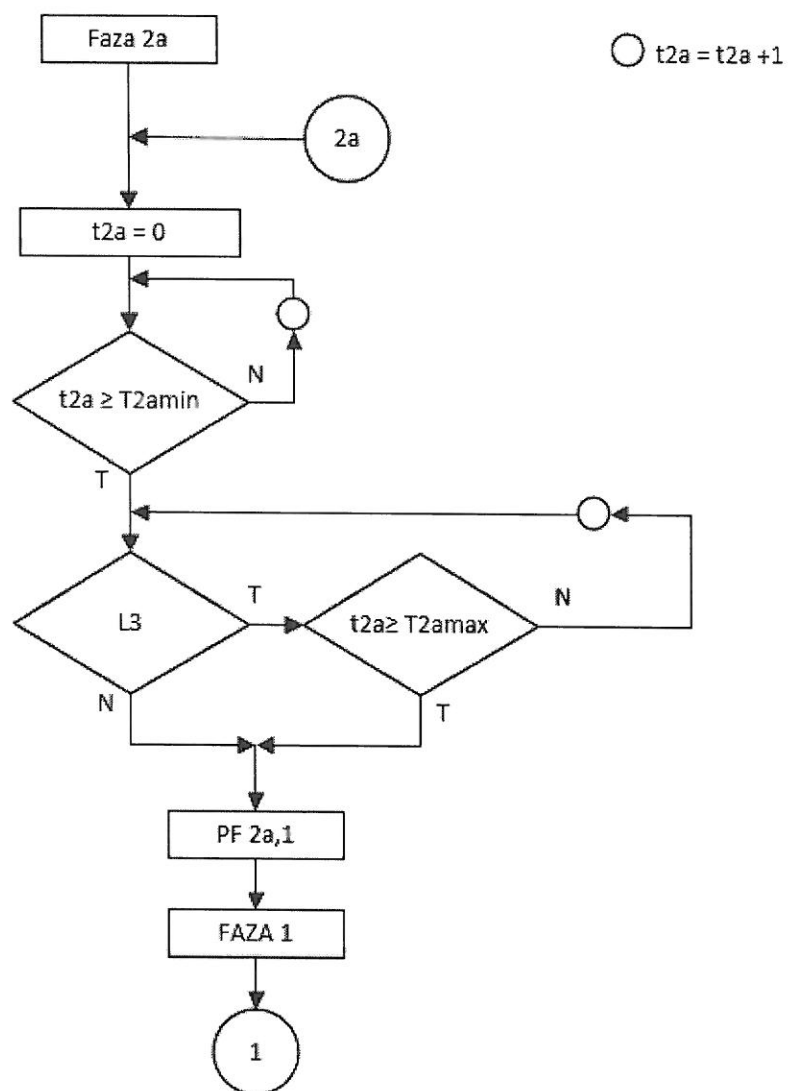 Faza 2a
t2a = t2a +1
2a
t2a = 0
N
t2a ≥ T2amin
T
T
N
L3
t2a≥ T2amax
N
T
PF 2a,1
FAZA 1
1